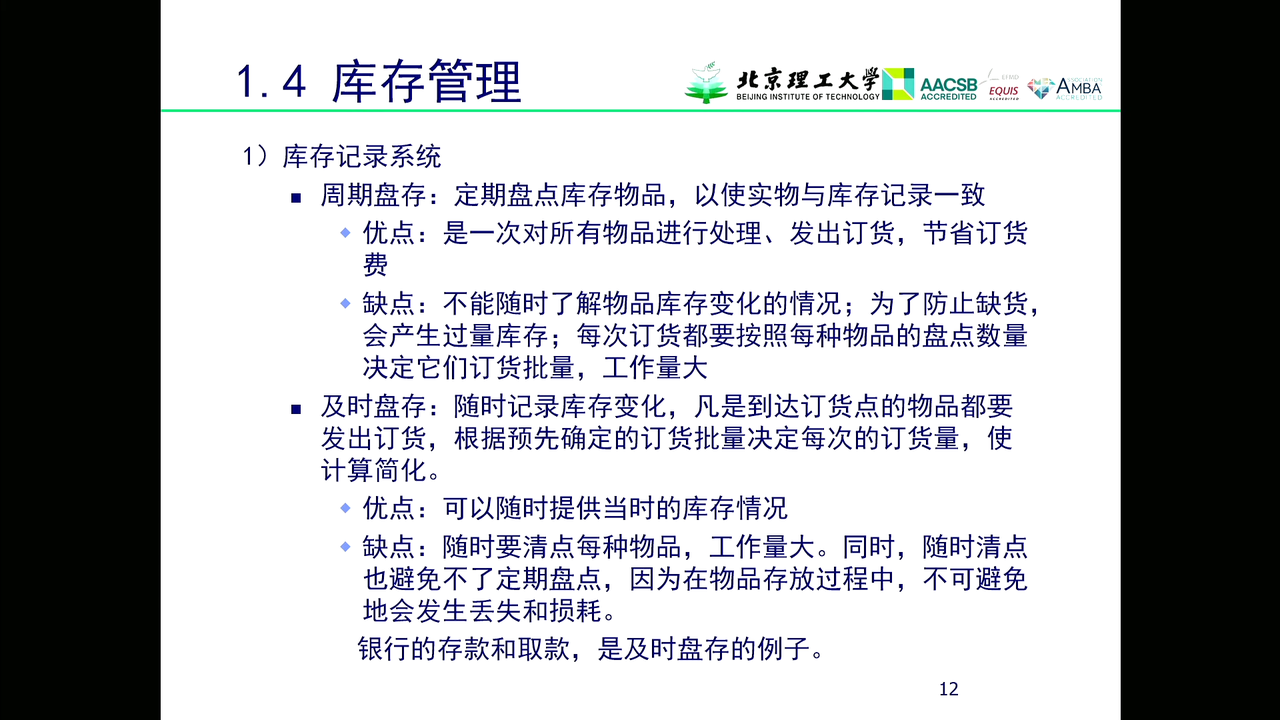 1.4 库存管理
北京理工大學
BEIJING INSTITUTE OF TECHNOLOGY
AACSB
ACCREDITED
EFMD
EQUIS
ACCREDITED
ASSOCIATION
AMBA
ACCREDITED
1）库存记录系统
周期盘存：定期盘点库存物品，以使实物与库存记录一致
优点：是一次对所有物品进行处理、发出订货，节省订货
费
缺点：不能随时了解物品库存变化的情况；为了防止缺货，
会产生过量库存；每次订货都要按照每种物品的盘点数量
决定它们订货批量，工作量大
及时盘存：随时记录库存变化，凡是到达订货点的物品都要
发出订货，根据预先确定的订货批量决定每次的订货量，使
计算简化。
优点：可以随时提供当时的库存情况
缺点：随时要清点每种物品，工作量大。同时，随时清点
也避免不了定期盘点，因为在物品存放过程中，不可避免
地会发生丢失和损耗。
银行的存款和取款，是及时盘存的例子。
12